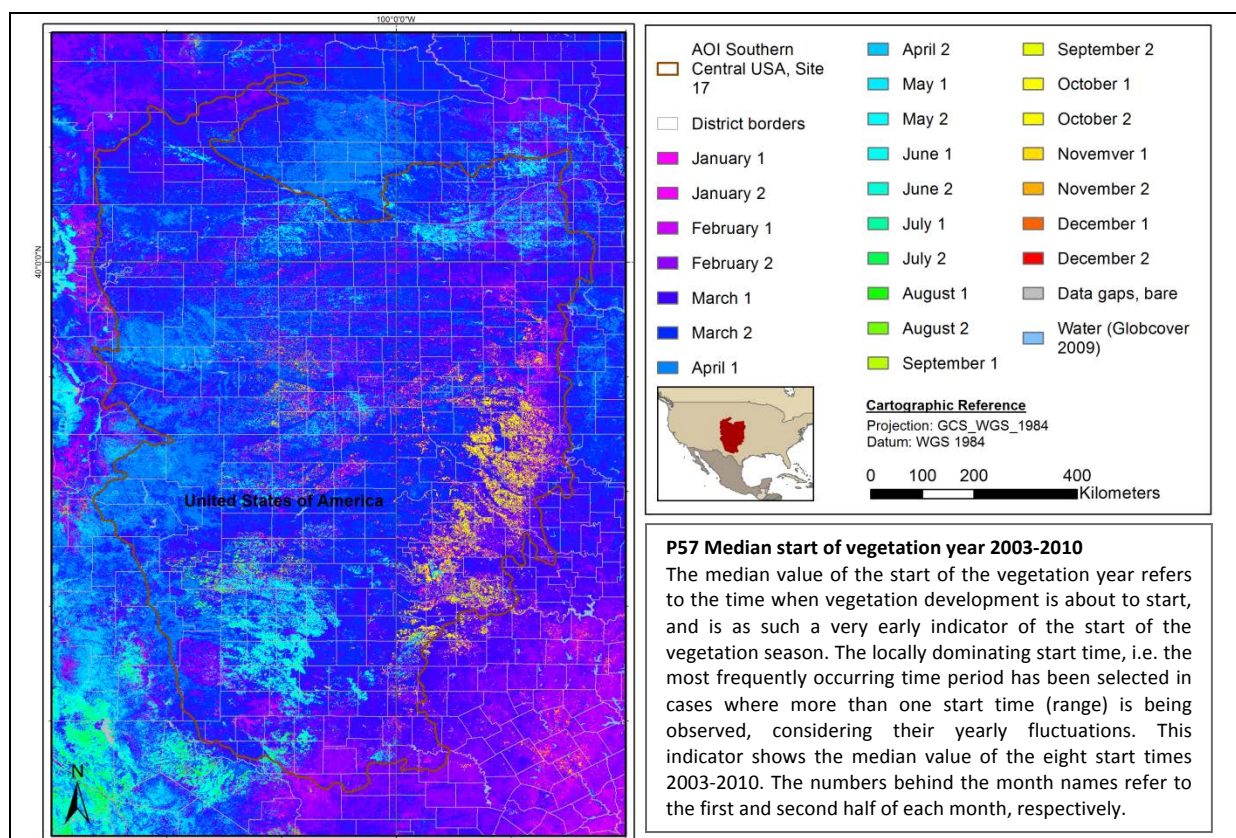 100°0'0"W
40°0'0"N
United States of America
N
AOI Southern
Central USA, Site
17
District borders
January 1
January 2
February 1
February 2
March 1
March 2
April 1
April 2
May 1
May 2
June 1
June 2
July 1
July 2
August 1
August 2
September 1
September 2
October 1
October 2
Novemver 1
November 2
December 1
December 2
Data gaps, bare
Water (Globcover
2009)
Cartographic Reference
Projection: GCS_WGS_1984
Datum: WGS 1984
0 100 200 400
Kilometers
P57 Median start of vegetation year 2003-2010
The median value of the start of the vegetation year refers
to the time when vegetation development is about to start,
and is as such a very early indicator of the start of the
vegetation season. The locally dominating start time, i.e. the
most frequently occurring time period has been selected in
cases where more than one start time (range) is being
observed, considering their yearly fluctuations. This
indicator shows the median value of the eight start times
2003-2010. The numbers behind the month names refer to
the first and second half of each month, respectively.